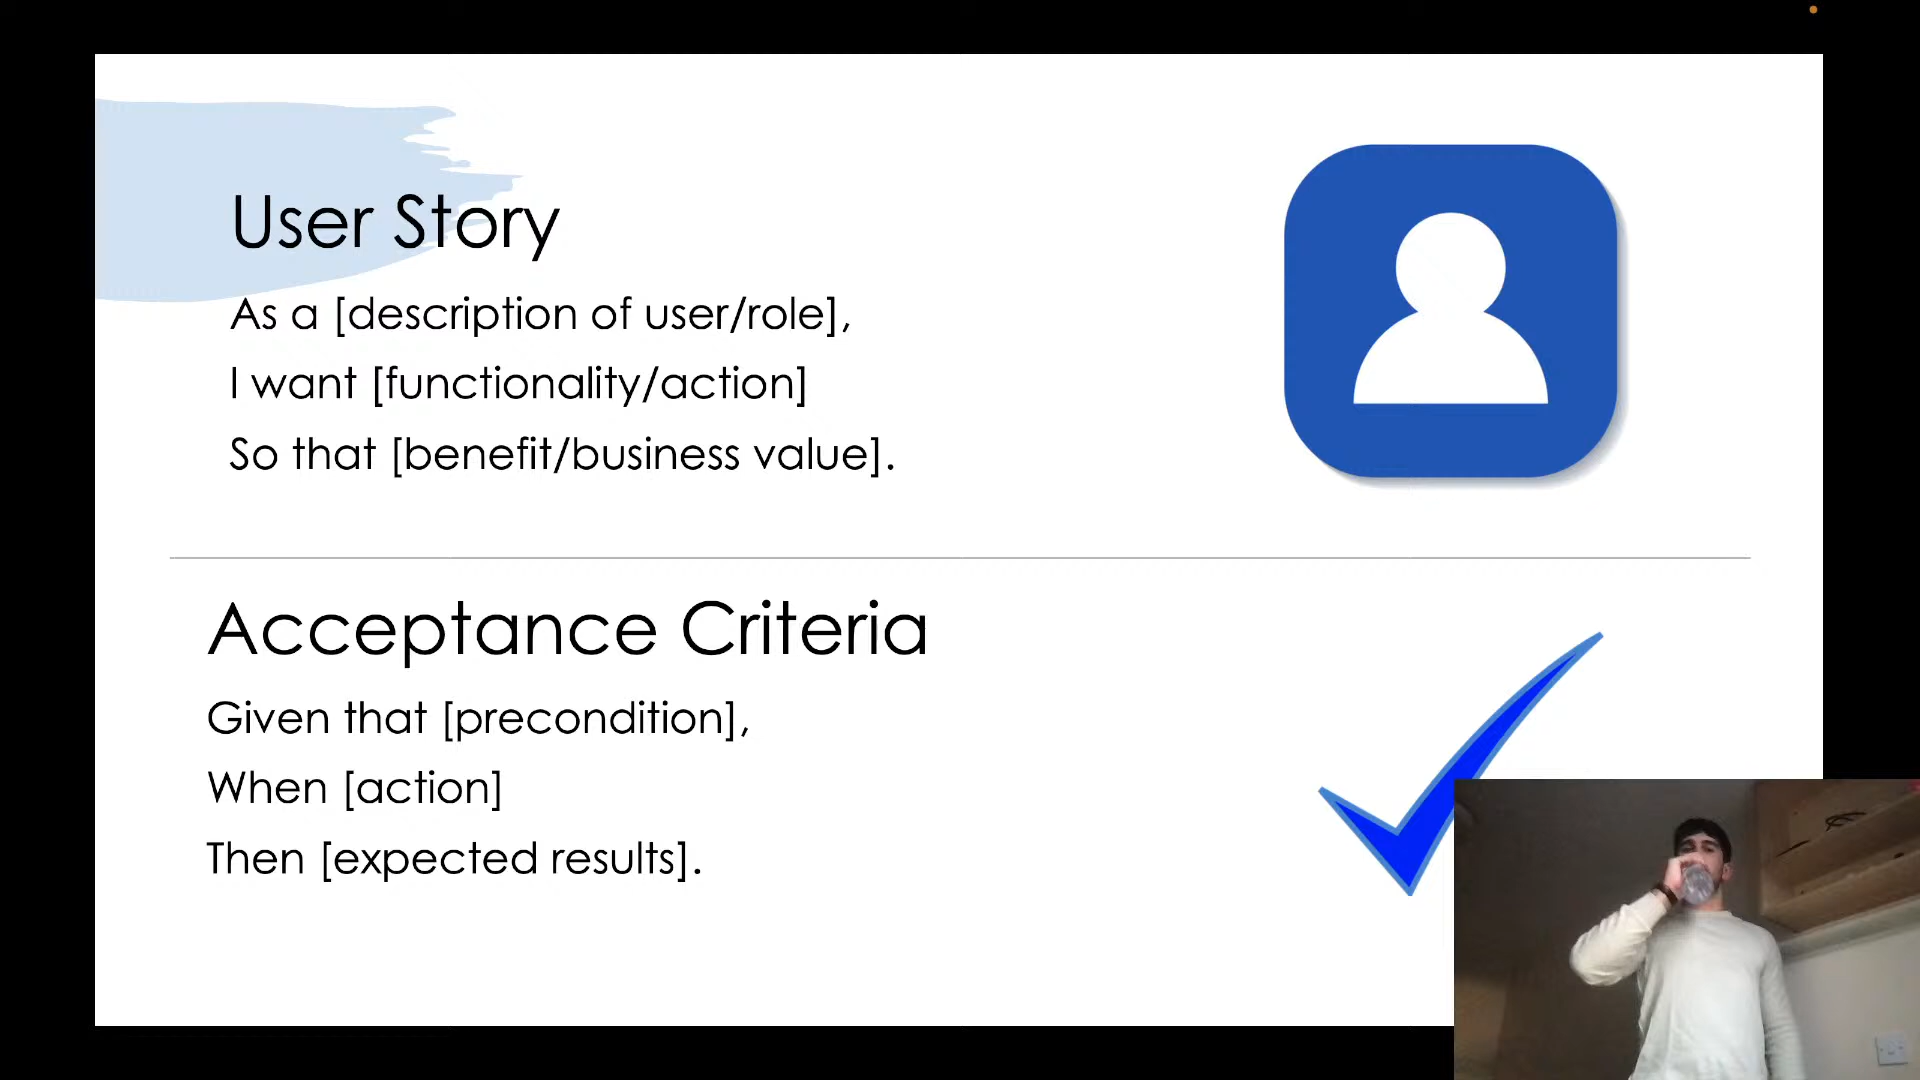 User Story
As a [description of user/role],
I want [functionality/action]
So that [benefit/business value].
Acceptance Criteria
Given that [precondition],
When [action]
Then [expected results].